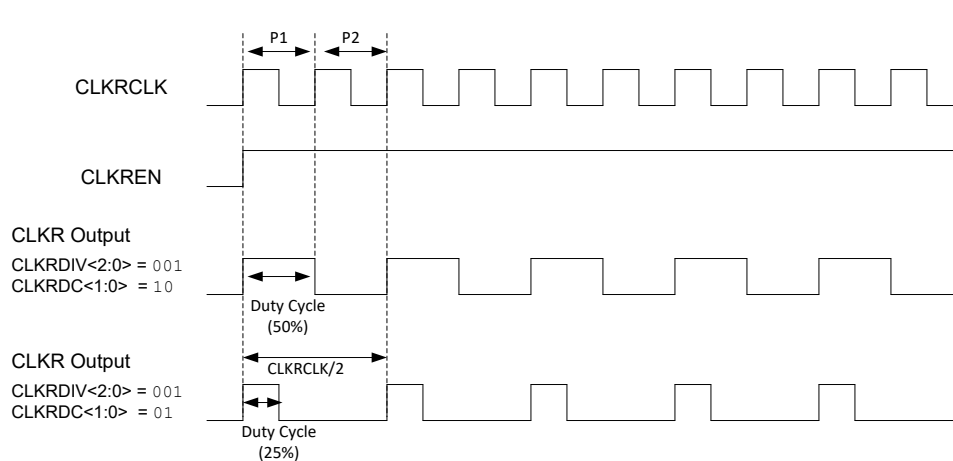 P1 P2
CLKRCLK
CLKREN
CLKR Output
CLKRDIV<2:0> = 001
CLKRDC<1:0> = 10
Duty Cycle
(50%)
CLKR Output
CLKRCLK/2
CLKRDIV<2:0> = 001
CLKRDC<1:0> = 01
Duty Cycle
(25%)